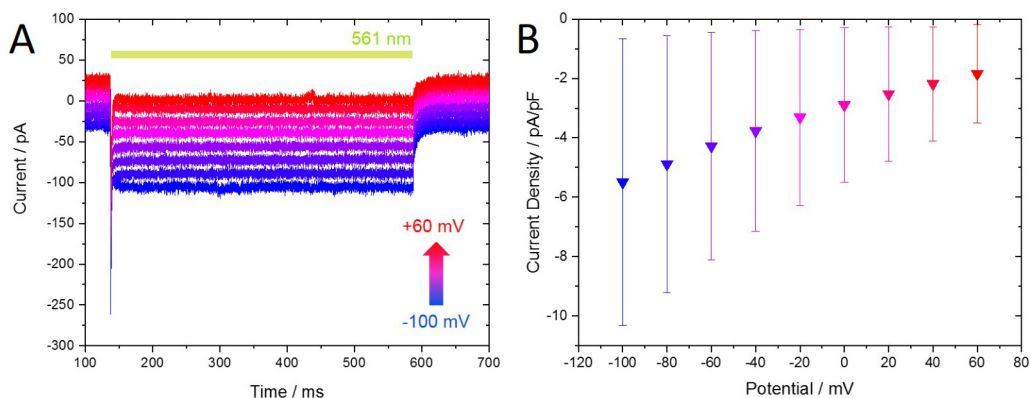 A
561 nm
50
100
50
0
-50
-100
-150
-200
-250
-300
100 200 300 400 500 600 700
Current / pA
Time / ms
+60 mV
-100 mV
B
0
-2
-4
-6
-8
-10
-120 -100 -80 -60 -40 -20 0 20 40 60 80
Current Density / pA/pF
Potential / mV